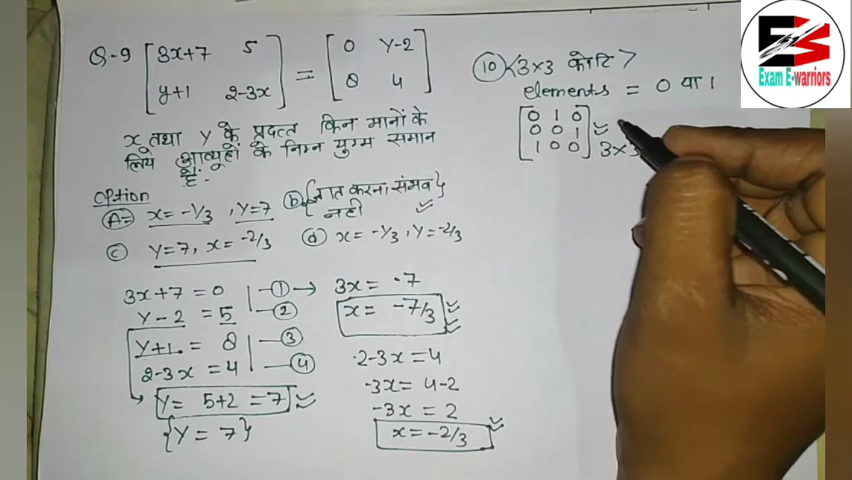 Q-9 [3x+7 5 y+1 2-3x] = [0 y-2 8 4]
x तथा y के प्रदत्त किन मानों के
लिये आव्यूहों के निम्न युग्म समान
हैं:-
Option
(A)= x=-1/3, y=7
(b) {ज्ञात करना संभव नही}
(c) y=7, x=-2/3
(d) x=-1/3, y=-2/3
3x+7 = 0 —①→
y-2 = 5 —②
y+1. = 8 —③
2-3x = 4 —④
y= 5+2 =7
{y = 7}
3x= -7
x= -7/3
2-3x=4
-3x= 4-2
-3x = 2
x=-2/3
⑩ <3×3 कोटि>
elements = 0 या 1
[0 1 0
0 0 1
1 0 0] 3×3
Exam E-warriors